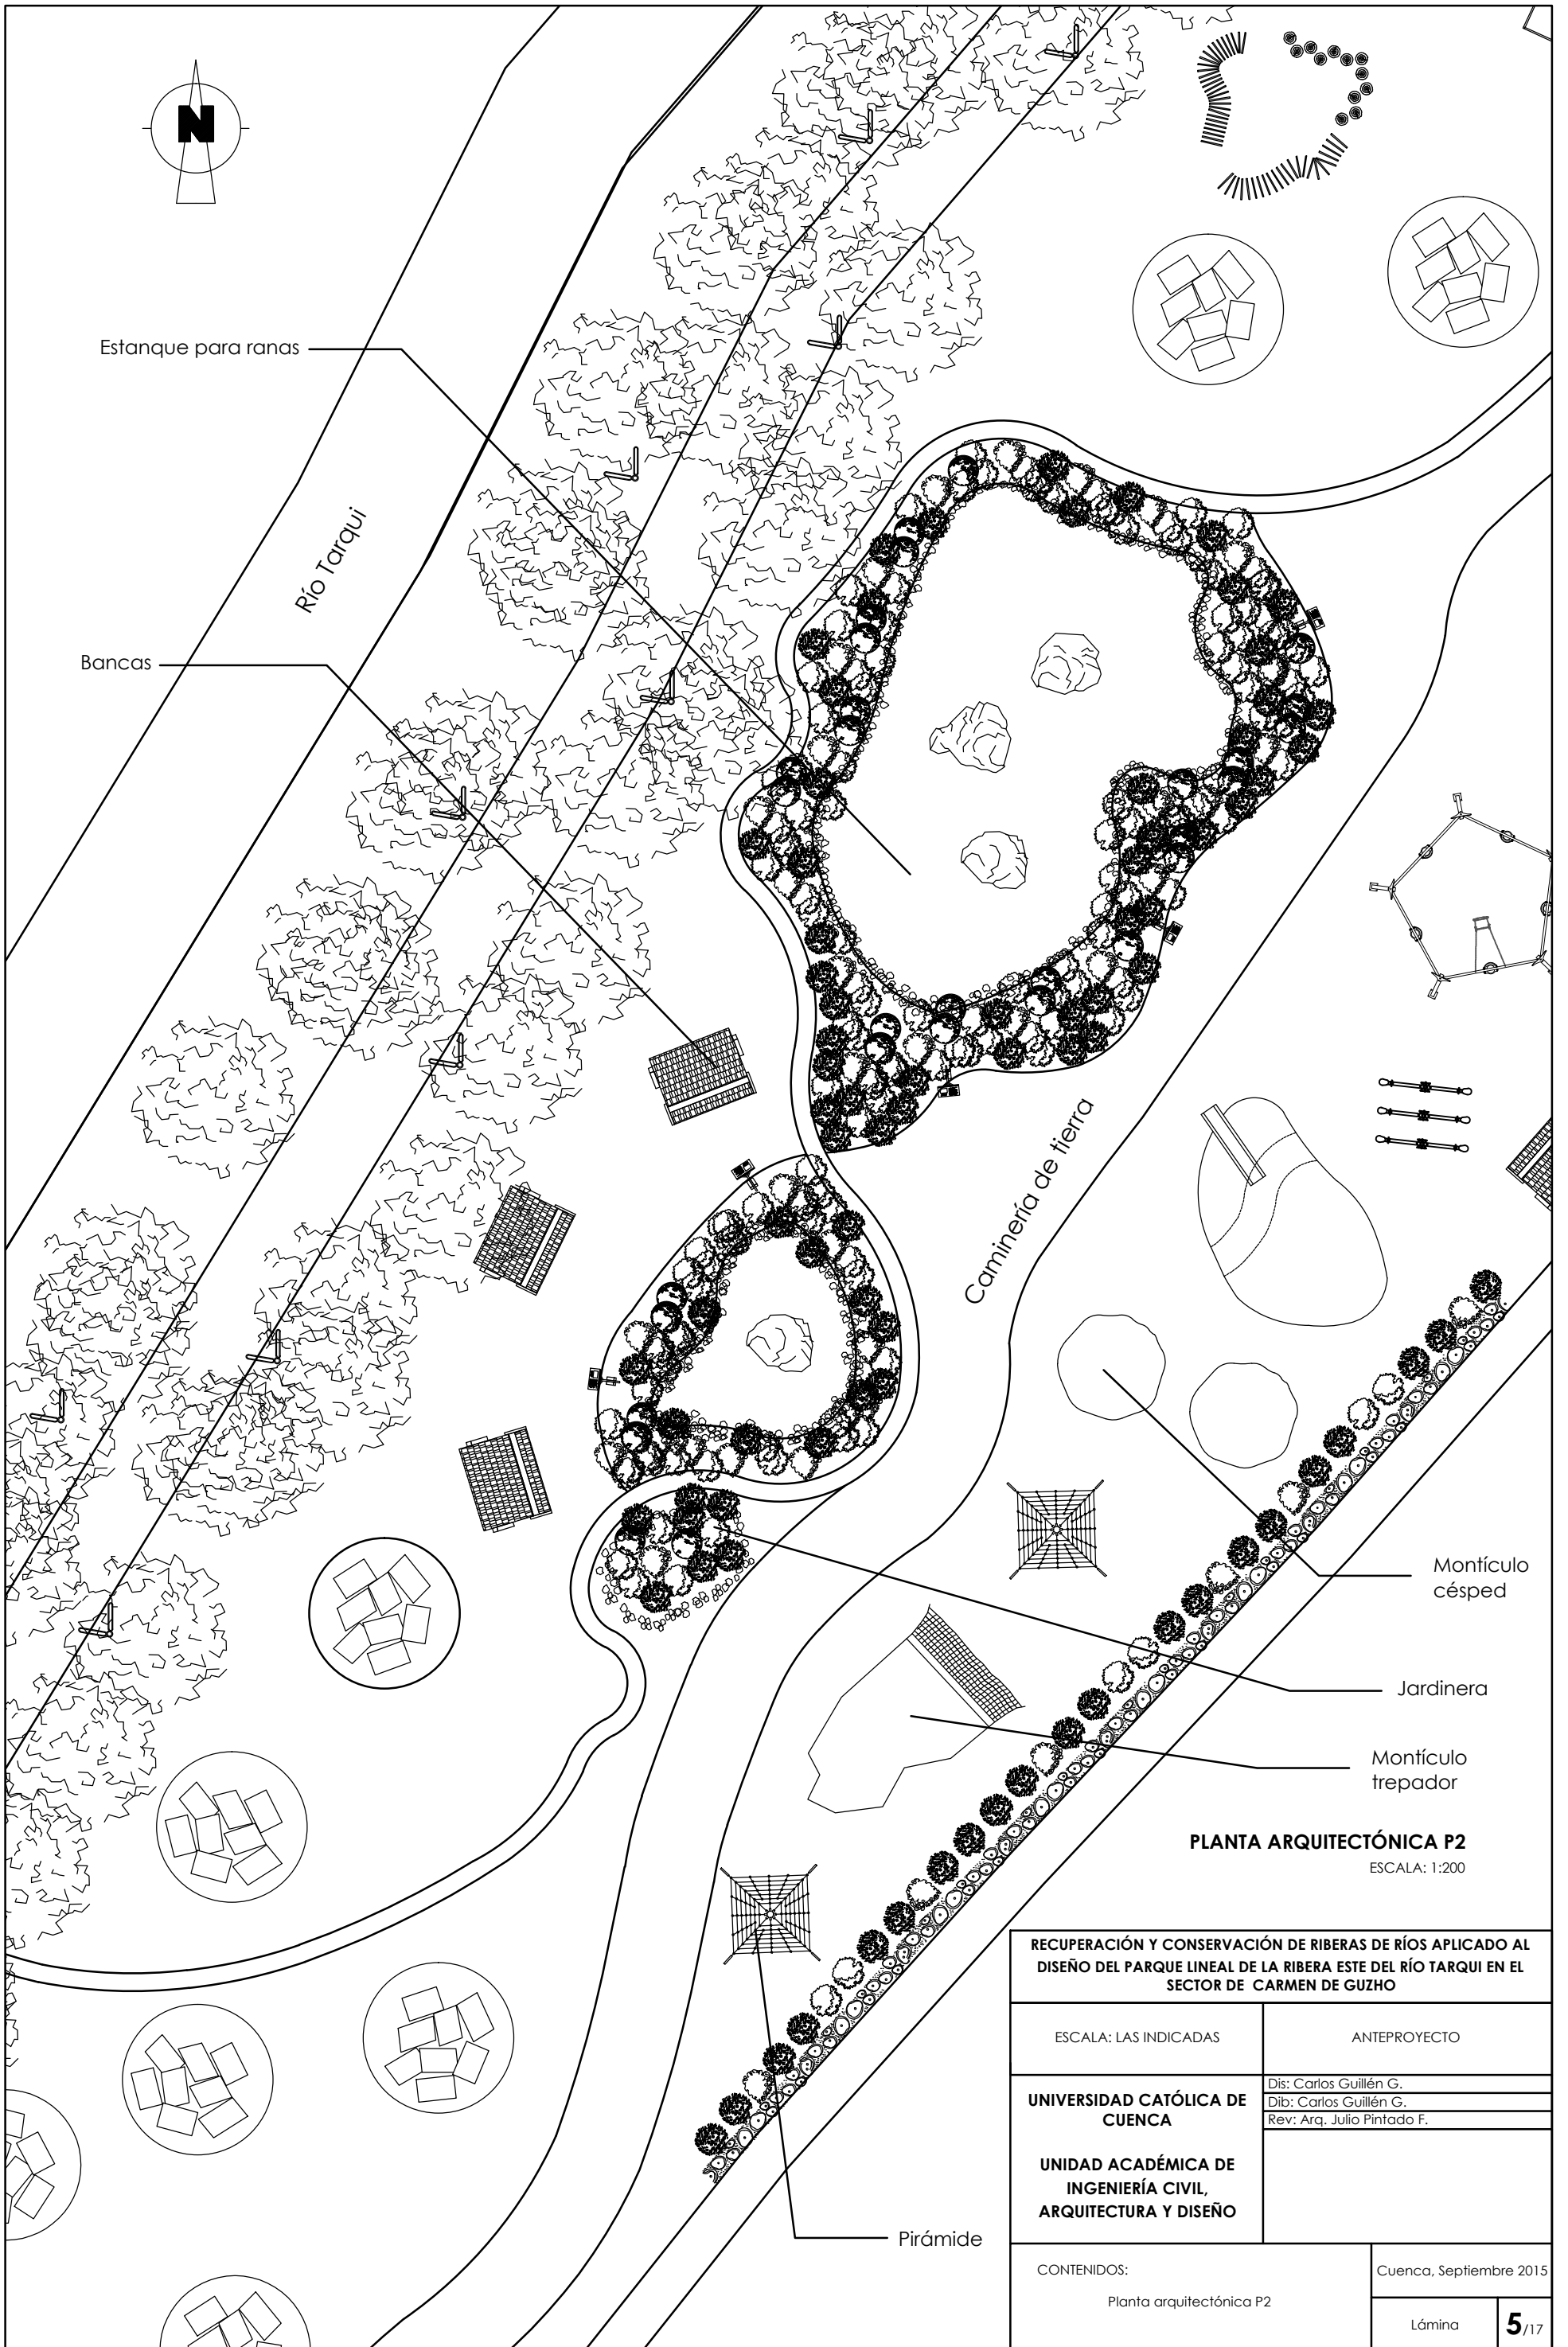 N
Estanque para ranas
Río Tarqui
Bancas
Caminería de tierra
Montículo
césped
Jardinera
Montículo
trepador
Pirámide
PLANTA ARQUITECTÓNICA P2
ESCALA: 1:200
RECUPERACIÓN Y CONSERVACIÓN DE RIBERAS DE RÍOS APLICADO AL
DISEÑO DEL PARQUE LINEAL DE LA RIBERA ESTE DEL RÍO TARQUI EN EL
SECTOR DE CARMEN DE GUZHO
ESCALA: LAS INDICADAS
ANTEPROYECTO
UNIVERSIDAD CATÓLICA DE
CUENCA
UNIDAD ACADÉMICA DE
INGENIERÍA CIVIL,
ARQUITECTURA Y DISEÑO
Dis: Carlos Guillén G.
Dib: Carlos Guillén G.
Rev: Arq. Julio Pintado F.
CONTENIDOS:
Planta arquitectónica P2
Cuenca, Septiembre 2015
Lámina
5/17